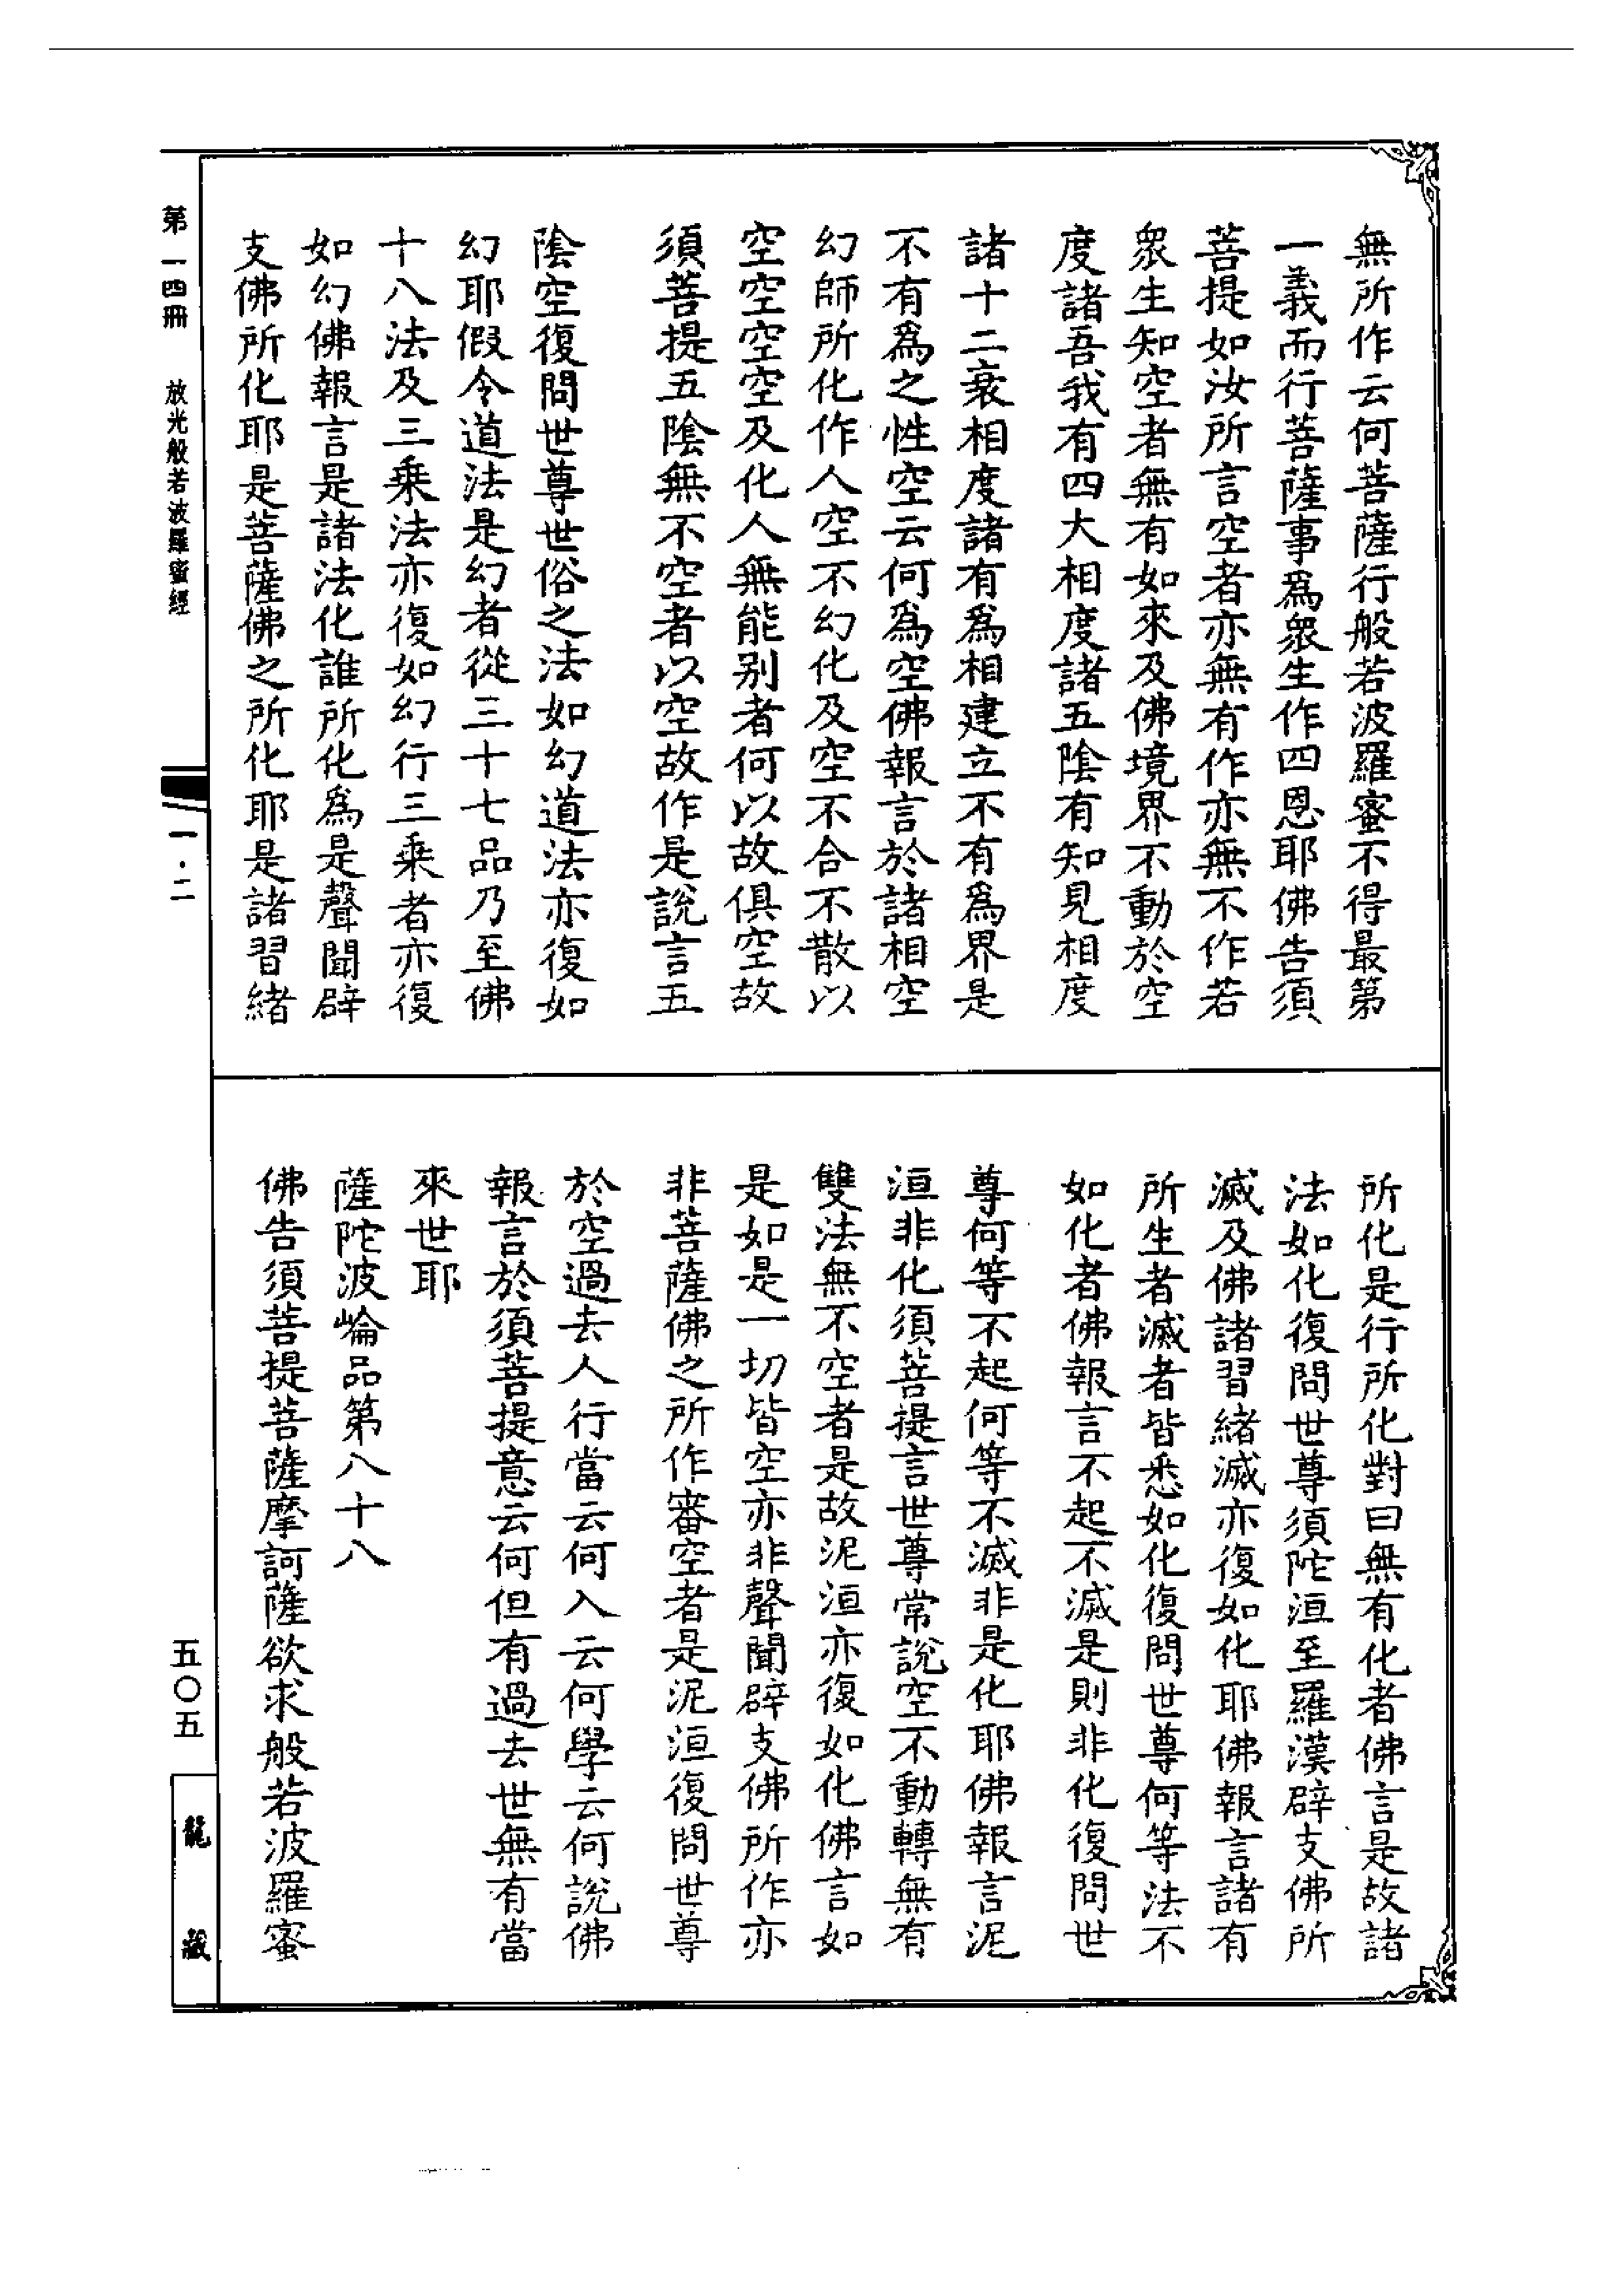 無所作云何菩薩行般若波羅蜜不得最第
一義而行菩薩事爲衆生作四恩耶佛告須
菩提如汝所言空者亦無有作亦無不作若
衆生知空者無有如來及佛境界不動於空
度諸吾我有四大相度諸五陰有知見相度
諸十二衰相度諸有爲相建立不有爲界是
不有爲之性空云何爲空佛報言於諸相空
幻師所化作人空不幻化及空不合不散以
空空空空及化人無能别者何以故俱空故
須菩提五陰無不空者以空故作是說言五
陰空復問世尊世俗之法如幻道法亦復如
幻耶假令道法是幻者從三十七品乃至佛
十八法及三乘法亦復如幻行三乘者亦復
如幻佛報言是諸法化誰所化爲是聲聞辟
支佛所化耶是菩薩佛之所化耶是諸習緒
所化是行所化對曰無有化者佛言是故諸
法如化復問世尊須陀洹至羅漢辟支佛所
滅及佛諸習緒滅亦復如化耶佛報言諸有
所生者滅者皆悉如化復問世尊何等法不
如化者佛報言不起不滅是則非化復問世
尊何等不起何等不滅非是化耶佛報言泥
洹非化須菩提言世尊常說空不動轉無有
雙法無不空者是故泥洹亦復如化佛言如
是如是一切皆空亦非聲聞辟支佛所作亦
非菩薩佛之所作審空者是泥洹復問世尊
於空過去人行當云何入云何學云何說佛
報言於須菩提意云何但有過去世無有當
來世耶
薩陀波崘品第八十八
佛告須菩提菩薩摩訶薩欲求般若波羅蜜
第一四冊 放光般若波羅蜜經
一·二
五〇五
龍藏